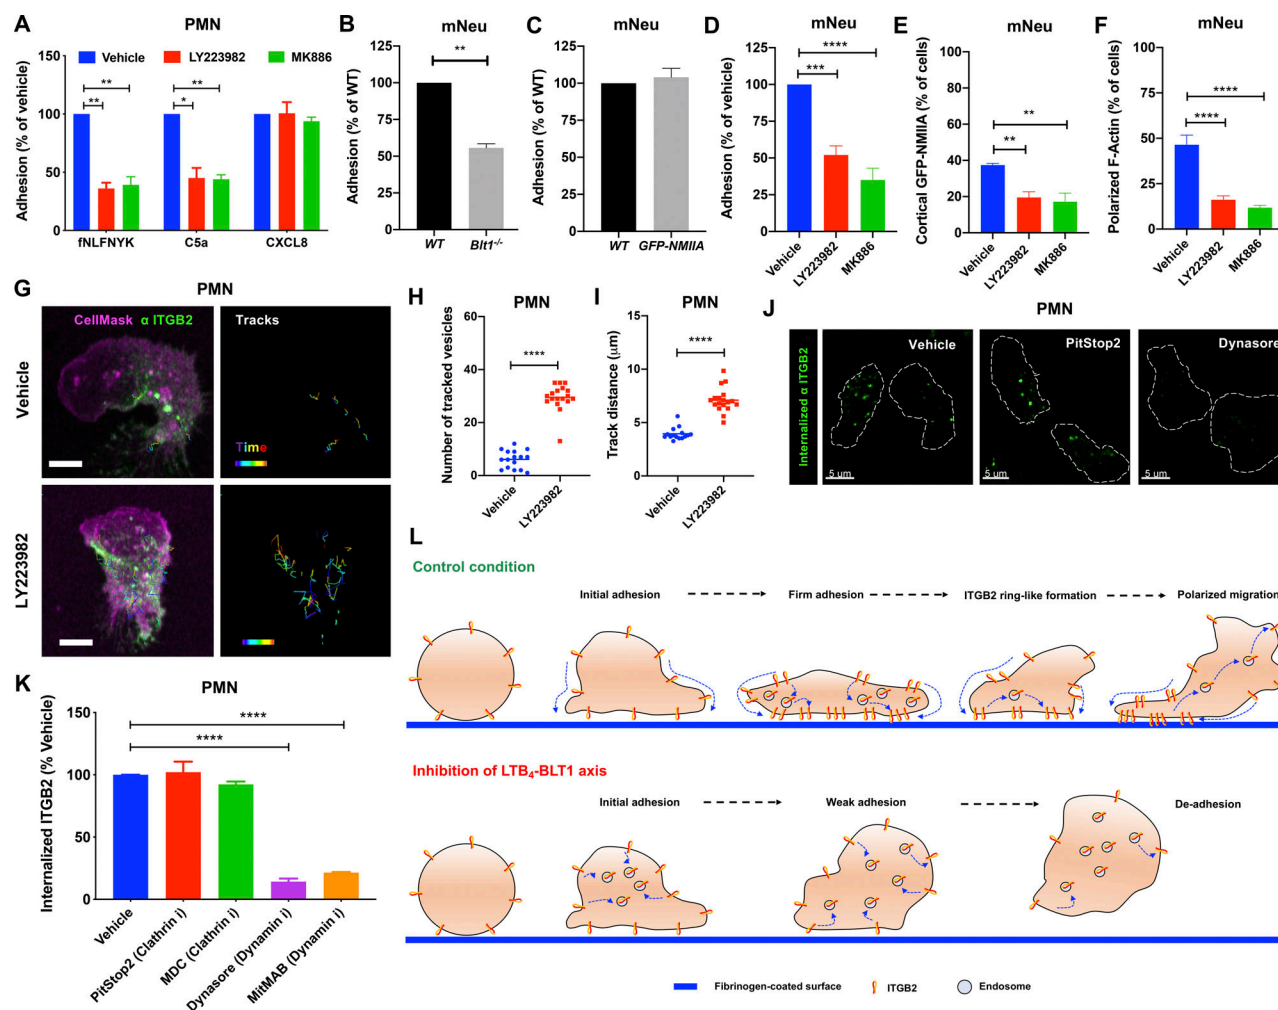 A
PMN
Vehicle
LY223982
MK886
Adhesion (% of vehicle)
125
100
75
50
25
0
**
**
**
*
fNLFNYK
C5a
CXCL8
B
mNeu
Adhesion (% of WT)
125
100
75
50
25
0
**
WT
Blt1-/-
C
mNeu
Adhesion (% of WT)
125
100
75
50
25
0
WT
GFP-NMIIA
D
mNeu
Adhesion (% of vehicle)
125
100
75
50
25
0
****
***
Vehicle
LY223982
MK886
E
mNeu
Cortical GFP-NMIIA (% of cells)
100
80
60
40
20
0
**
**
Vehicle
LY223982
MK886
F
mNeu
Polarized F-Actin (% of cells)
100
80
60
40
20
0
****
****
Vehicle
LY223982
MK886
G
PMN
CellMask α ITGB2
Tracks
Vehicle
Time
LY223982
H
PMN
Number of tracked vesicles
60
40
20
0
****
Vehicle
LY223982
I
PMN
Track distance (μm)
15
10
5
0
****
Vehicle
LY223982
J
PMN
Internalized α ITGB2
Vehicle
5 um
PitStop2
5 um
Dynasore
5 um
K
PMN
Internalized ITGB2 (% Vehicle)
150
100
50
0
****
****
Vehicle
PitStop2 (Clathrin i)
MDC (Clathrin i)
Dynasore (Dynamin i)
MitMAB (Dynamin i)
L
Control condition
Initial adhesion
Firm adhesion
ITGB2 ring-like formation
Polarized migration
Inhibition of LTB₄-BLT1 axis
Initial adhesion
Weak adhesion
De-adhesion
Fibrinogen-coated surface
ITGB2
Endosome